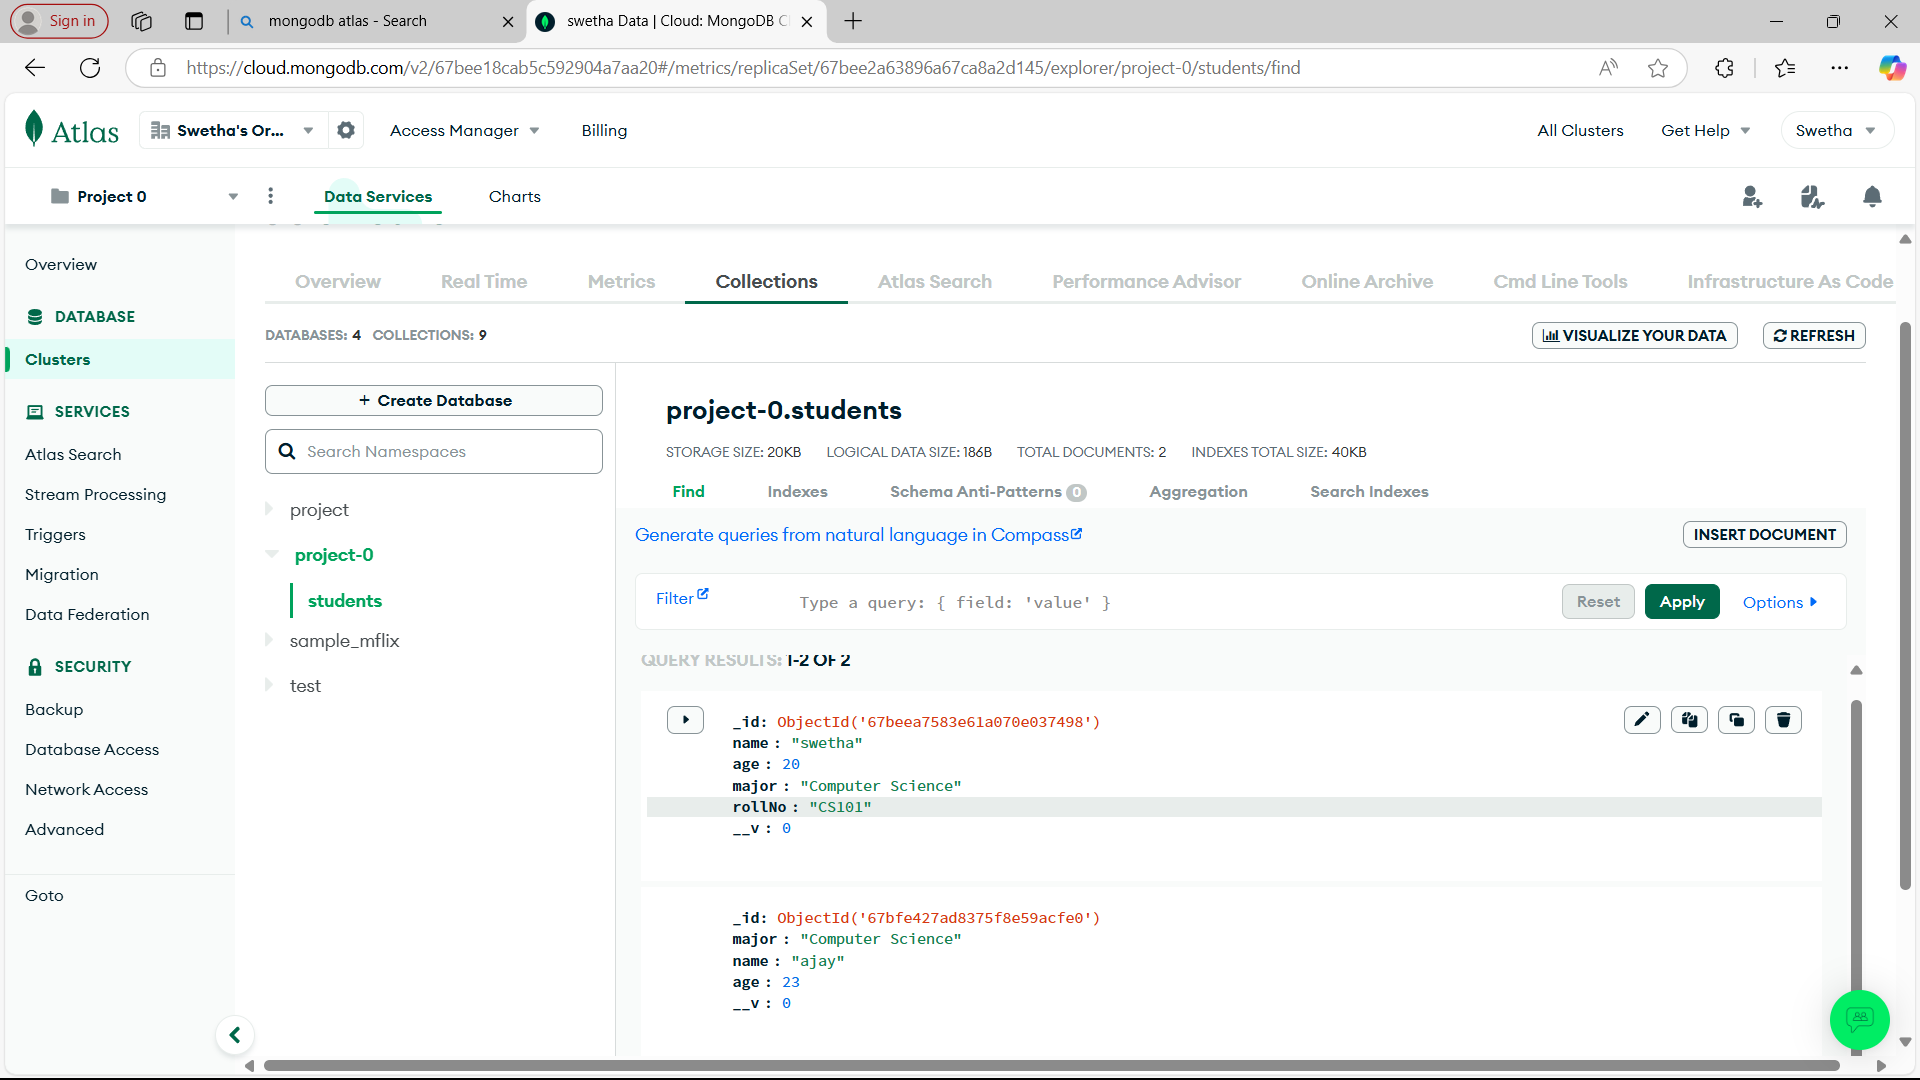 Sign in
mongodb atlas - Search
swetha Data | Cloud: MongoDB C
https://cloud.mongodb.com/v2/67bee18cab5c592904a7aa20#/metrics/replicaSet/67bee2a63896a67ca8a2d145/explorer/project-0/students/find
Atlas
Swetha's Or...
Access Manager
Billing
All Clusters
Get Help
Swetha
Project 0
Data Services
Charts
Overview
DATABASE
Clusters
SERVICES
Atlas Search
Stream Processing
Triggers
Migration
Data Federation
SECURITY
Backup
Database Access
Network Access
Advanced
Goto
Overview
Real Time
Metrics
Collections
Atlas Search
Performance Advisor
Online Archive
Cmd Line Tools
Infrastructure As Code
DATABASES: 4 COLLECTIONS: 9
VISUALIZE YOUR DATA
REFRESH
+ Create Database
Search Namespaces
project
project-0
students
sample_mflix
test
project-0.students
STORAGE SIZE: 20KB LOGICAL DATA SIZE: 186B TOTAL DOCUMENTS: 2 INDEXES TOTAL SIZE: 40KB
Find
Indexes
Schema Anti-Patterns 0
Aggregation
Search Indexes
Generate queries from natural language in Compass
INSERT DOCUMENT
Filter
Type a query: { field: 'value' }
Reset
Apply
Options
QUERY RESULTS: 1-2 OF 2
_id: ObjectId('67beea7583e61a070e037498')
name : "swetha"
age : 20
major : "Computer Science"
rollNo : "CS101"
__v : 0
_id: ObjectId('67bfe427ad8375f8e59acfe0')
major : "Computer Science"
name : "ajay"
age : 23
__v : 0